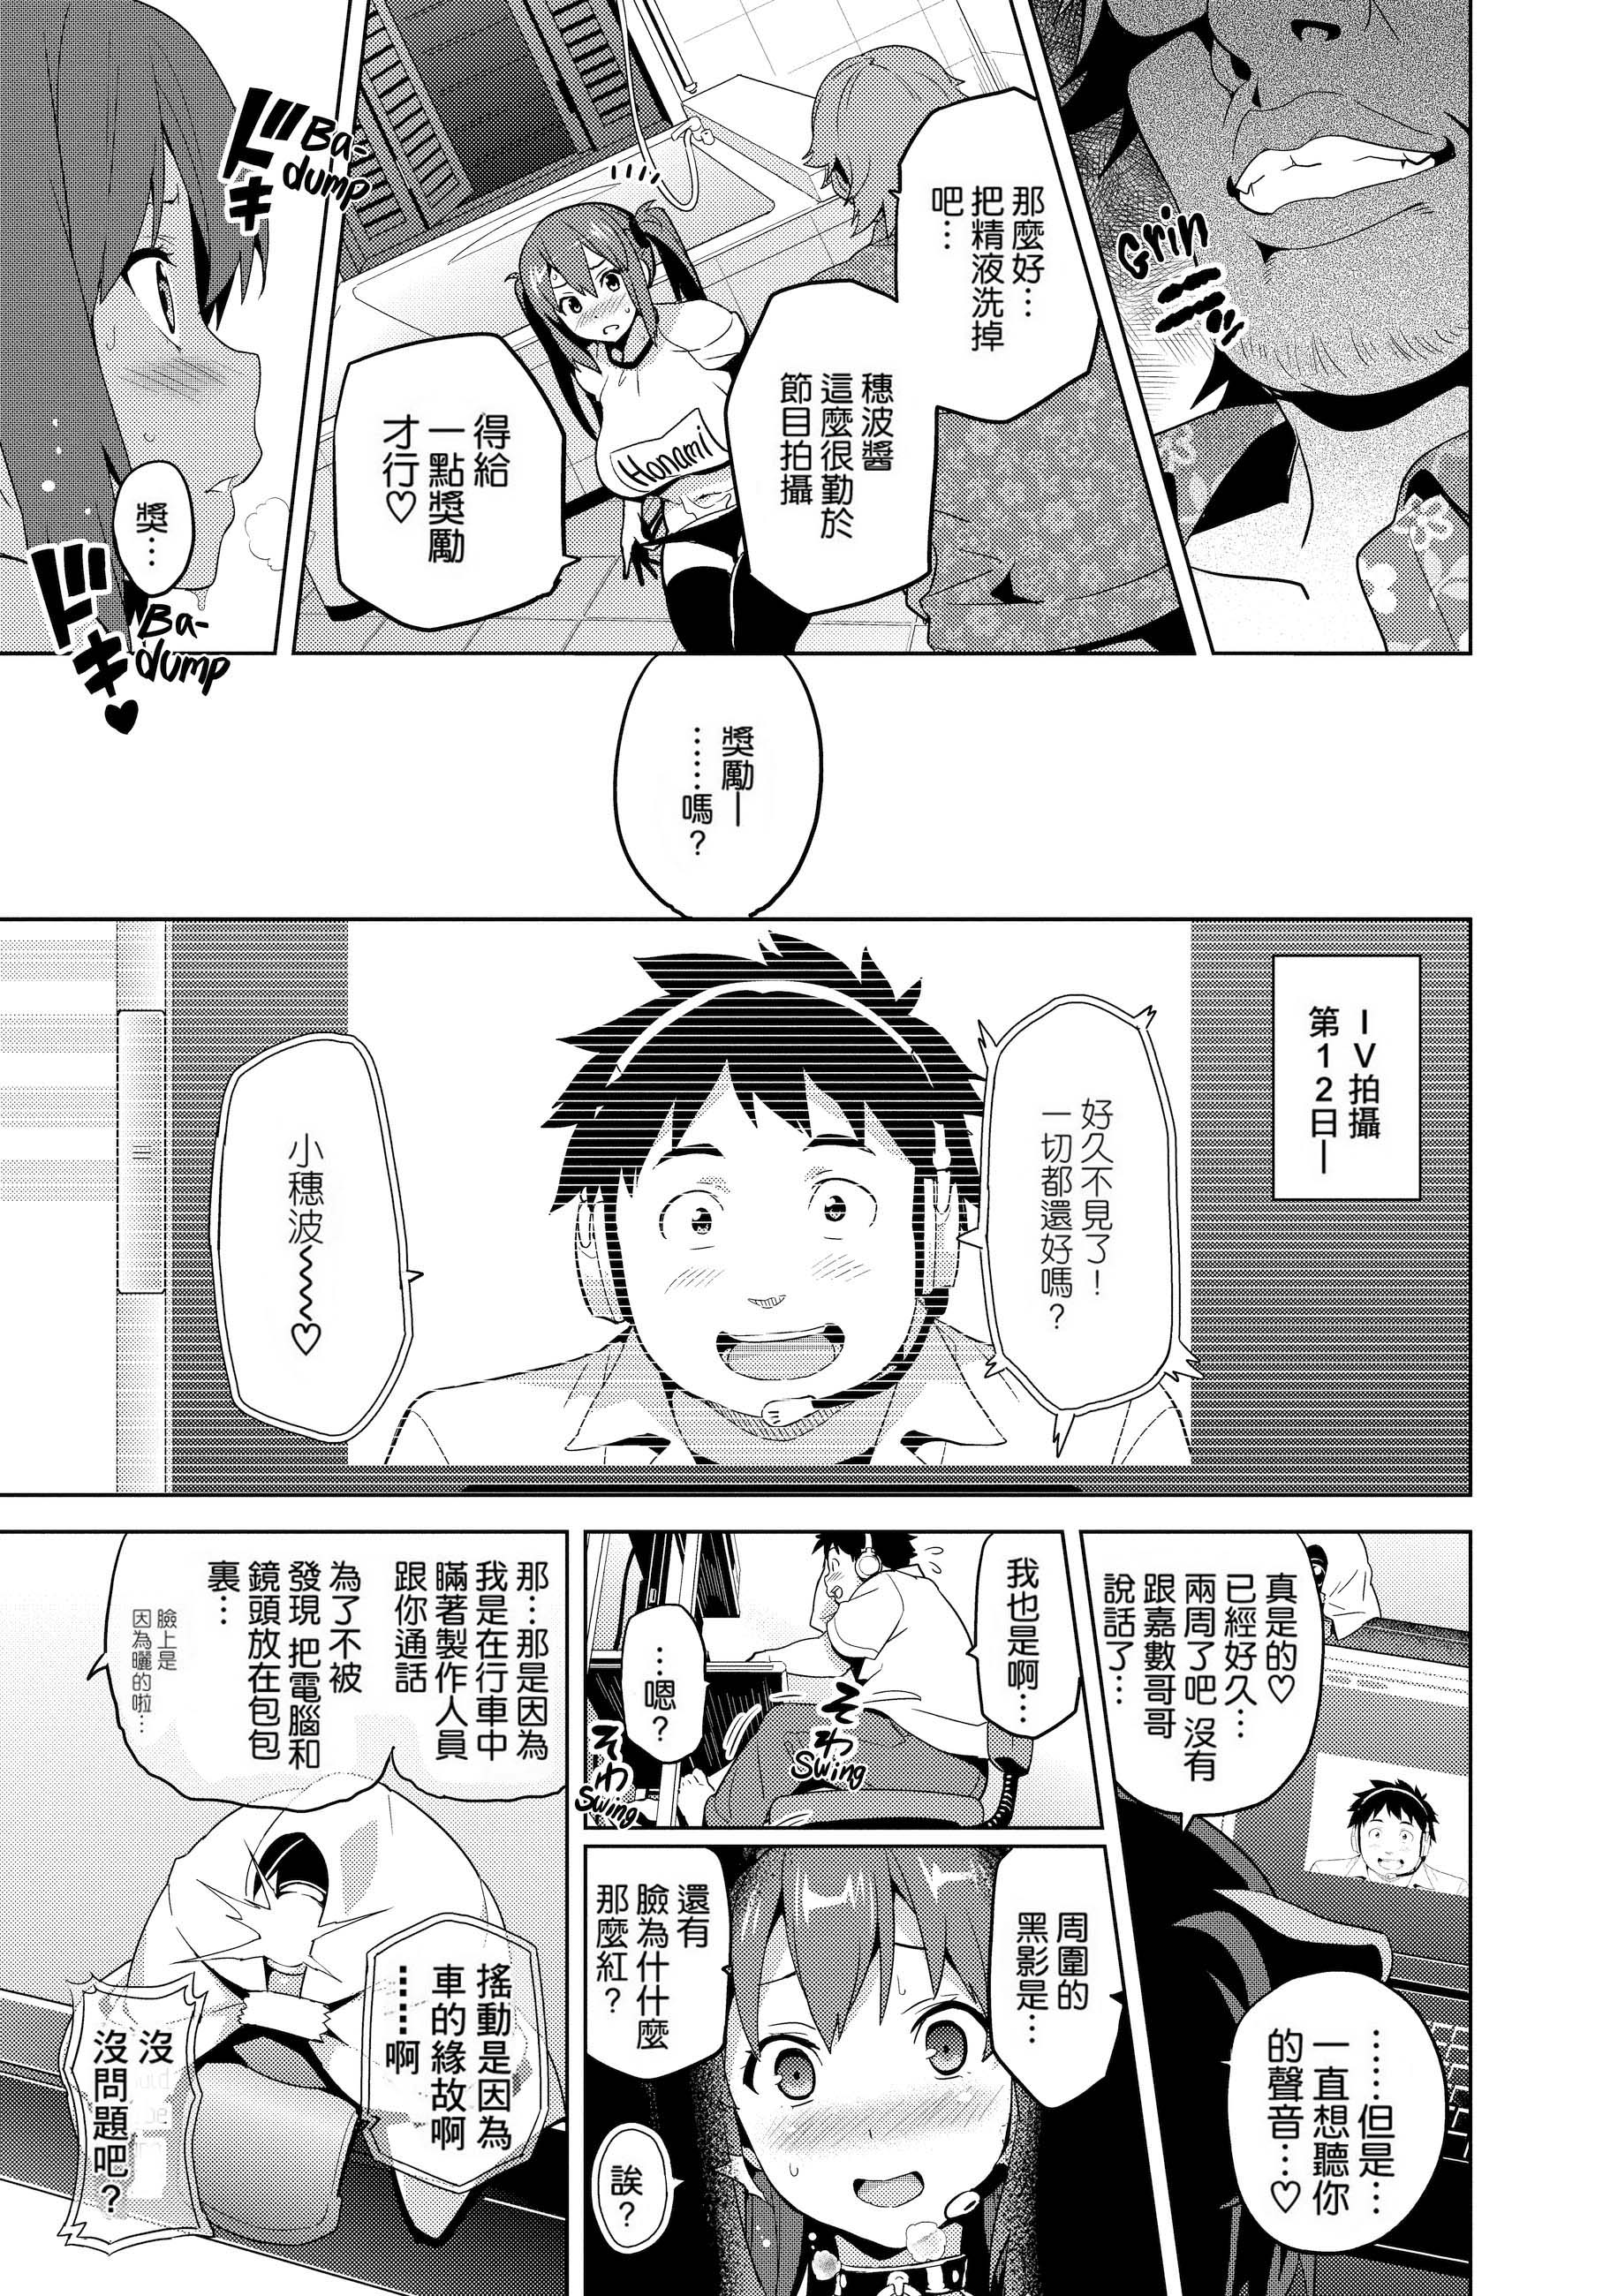 Grin
那麼好…
把精液洗掉
吧…
穗波醬
這麼很勤於
節目拍攝
Honami
得給
一點獎勵
才行♡
ドキ
Ba-
dump
獎…
ドキ♥
Ba-
dump
獎勵—
……嗎?
IV拍攝
第12日—
好久不見了!
一切都還好嗎?
小穗波~~~~♡
真是的♡
已經好久…
兩周了吧 沒有
跟嘉數哥哥
說話了…
……但是…
一直想聽你
的聲音…♡
我也是啊…
…嗯?
そわ
Swing
そわ
Swing
周圍的
黑影是…
還有
臉為什什麼
那麼紅?
誒?
那…那是因為
我是在行車中
瞞著製作人員
跟你通話
為了不被
發現 把電腦和
鏡頭放在包包
裏…
臉上是
因為曬的啦…
搖動是因為
車的緣故啊
………啊
沒
沒問題吧?